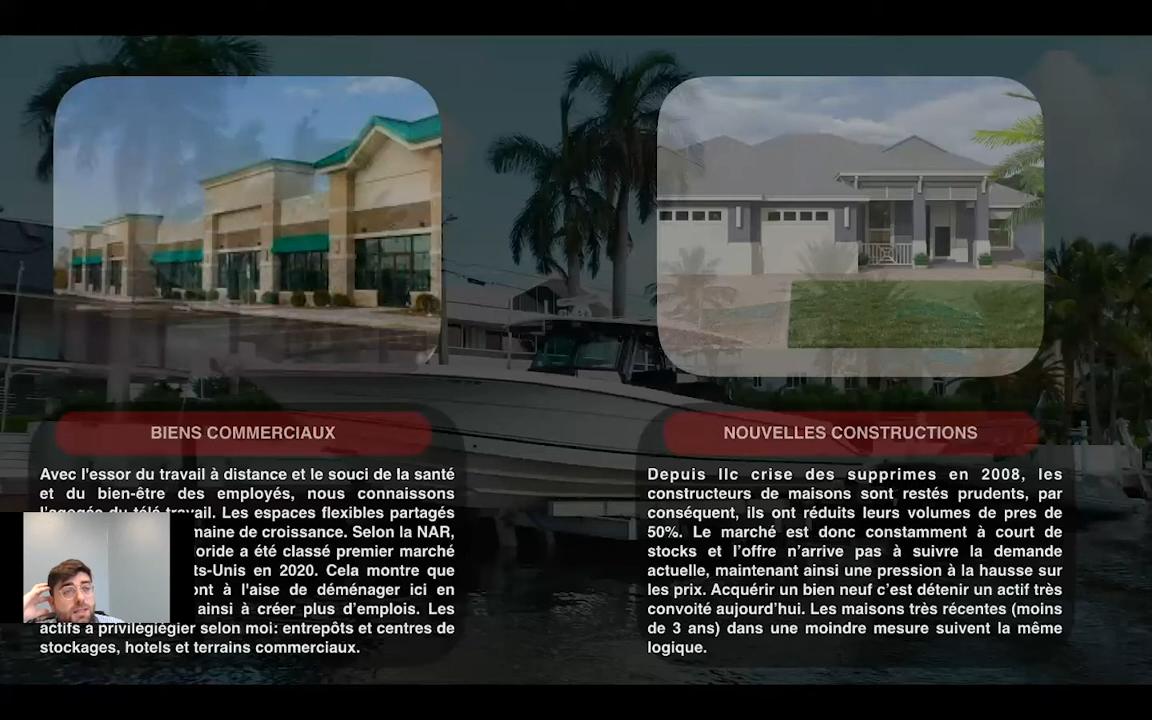 BIENS COMMERCIAUX
Avec l'essor du travail à distance et le souci de la santé
et du bien-être des employés, nous connaissons
l'apogée du télé travail. Les espaces flexibles partagés
maine de croissance. Selon la NAR,
oride a été classé premier marché
ts-Unis en 2020. Cela montre que
ont à l'aise de déménager ici en
ainsi à créer plus d'emplois. Les
actifs à privilégiégier selon moi: entrepôts et centres de
stockages, hotels et terrains commerciaux.
NOUVELLES CONSTRUCTIONS
Depuis llc crise des supprimes en 2008, les
constructeurs de maisons sont restés prudents, par
conséquent, ils ont réduits leurs volumes de pres de
50%. Le marché est donc constamment à court de
stocks et l'offre n'arrive pas à suivre la demande
actuelle, maintenant ainsi une pression à la hausse sur
les prix. Acquérir un bien neuf c'est détenir un actif très
convoité aujourd'hui. Les maisons très récentes (moins
de 3 ans) dans une moindre mesure suivent la même
logique.